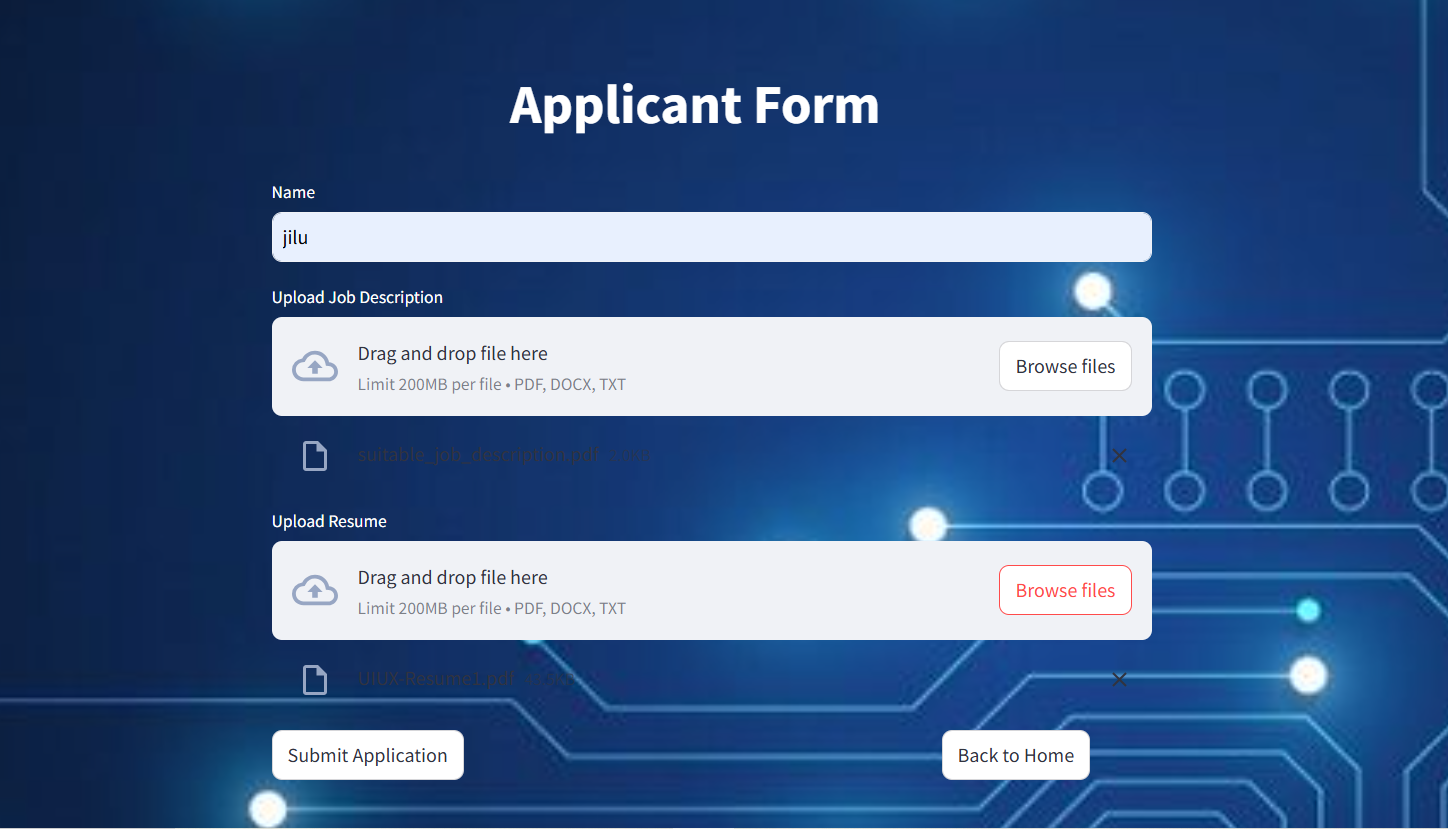 Applicant Form
Name
jilu
Upload Job Description
Drag and drop file here
Limit 200MB per file • PDF, DOCX, TXT
Browse files
suitable_job_description.pdf
Upload Resume
Drag and drop file here
Limit 200MB per file • PDF, DOCX, TXT
Browse files
UIUX-Resume1.pdf
Submit Application
Back to Home